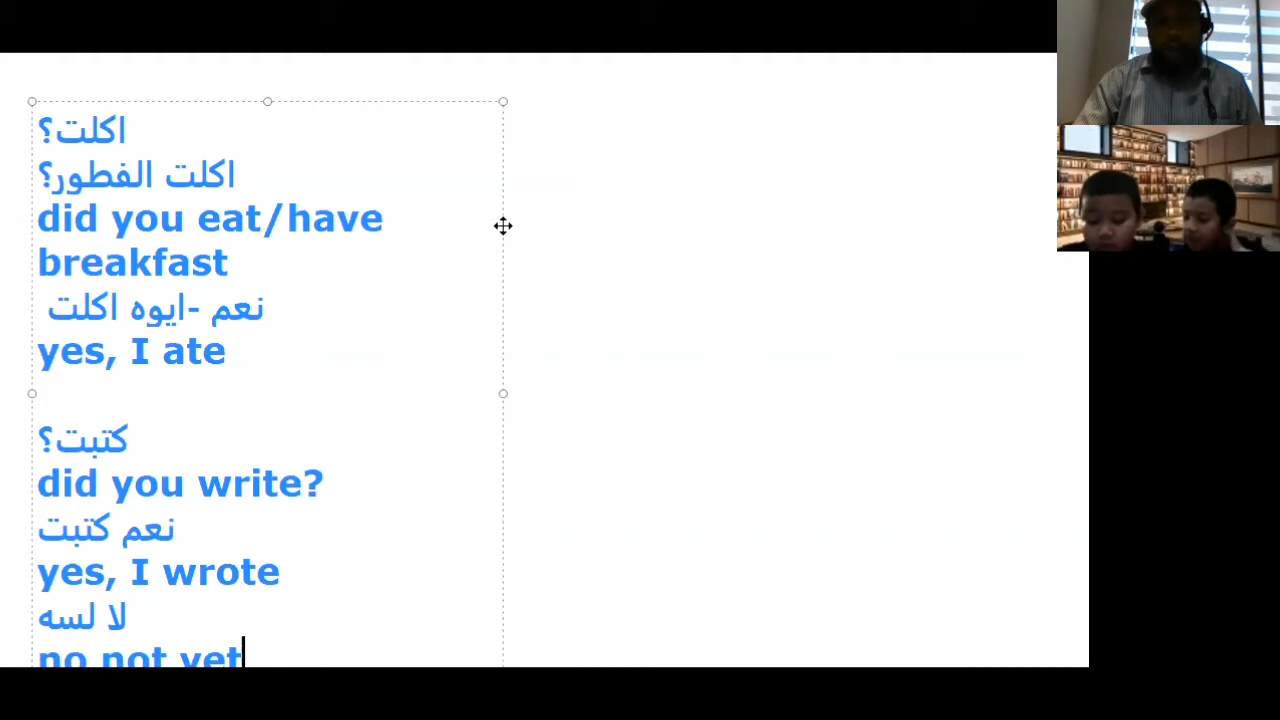 اكلت؟
اكلت الفطور؟
did you eat/have
breakfast
نعم -ايوه اكلت
yes, I ate
كتبت؟
did you write?
نعم كتبت
yes, I wrote
لا لسه
no not yet